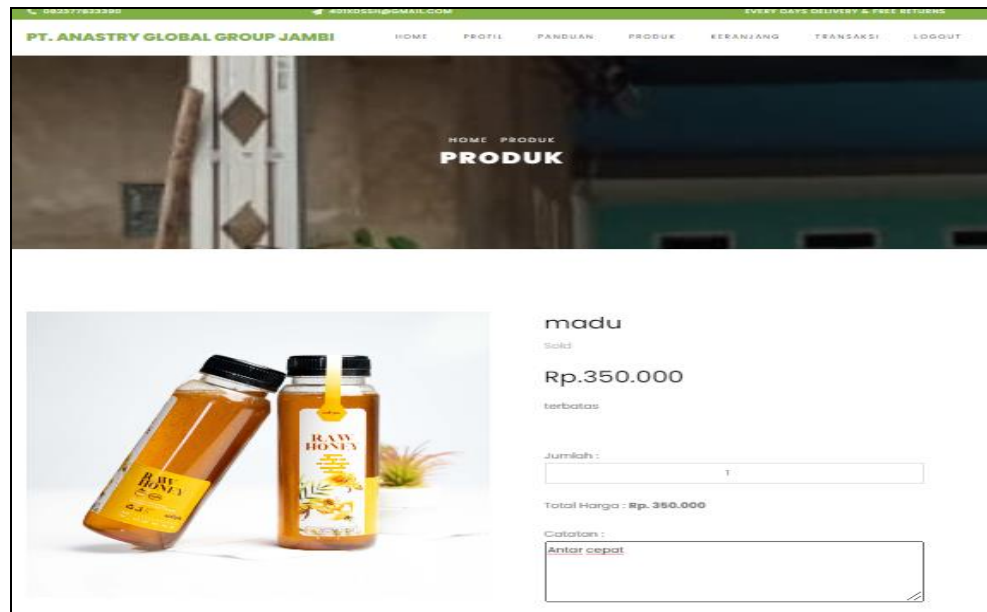 EVERY DAYS DELIVERY & FREE RETURNS
PT. ANASTRY GLOBAL GROUP JAMBI
HOME PROFIL PANDUAN PRODUK KERANJANG TRANSAKSI LOGOUT
HOME PRODUK
PRODUK
madu
Sold
Rp.350.000
terbatas
Jumlah :
1
Total Harga : Rp. 350.000
Catatan :
Antar cepat
RAW
HONEY
RAW
HONEY